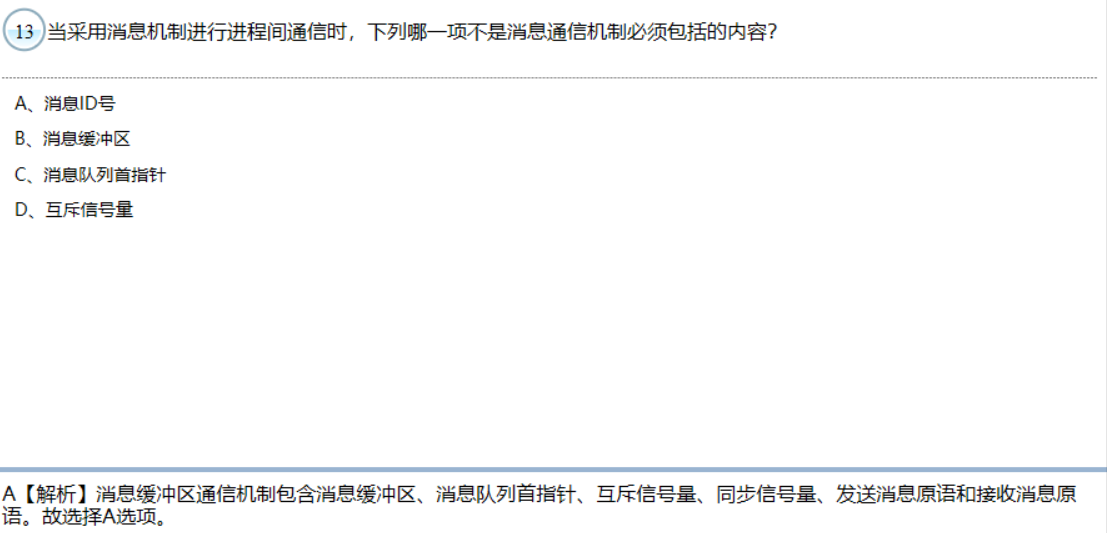 13 当采用消息机制进行进程间通信时，下列哪一项不是消息通信机制必须包括的内容？
A、消息ID号
B、消息缓冲区
C、消息队列首指针
D、互斥信号量
A【解析】消息缓冲区通信机制包含消息缓冲区、消息队列首指针、互斥信号量、同步信号量、发送消息原语和接收消息原
语。故选择A选项。